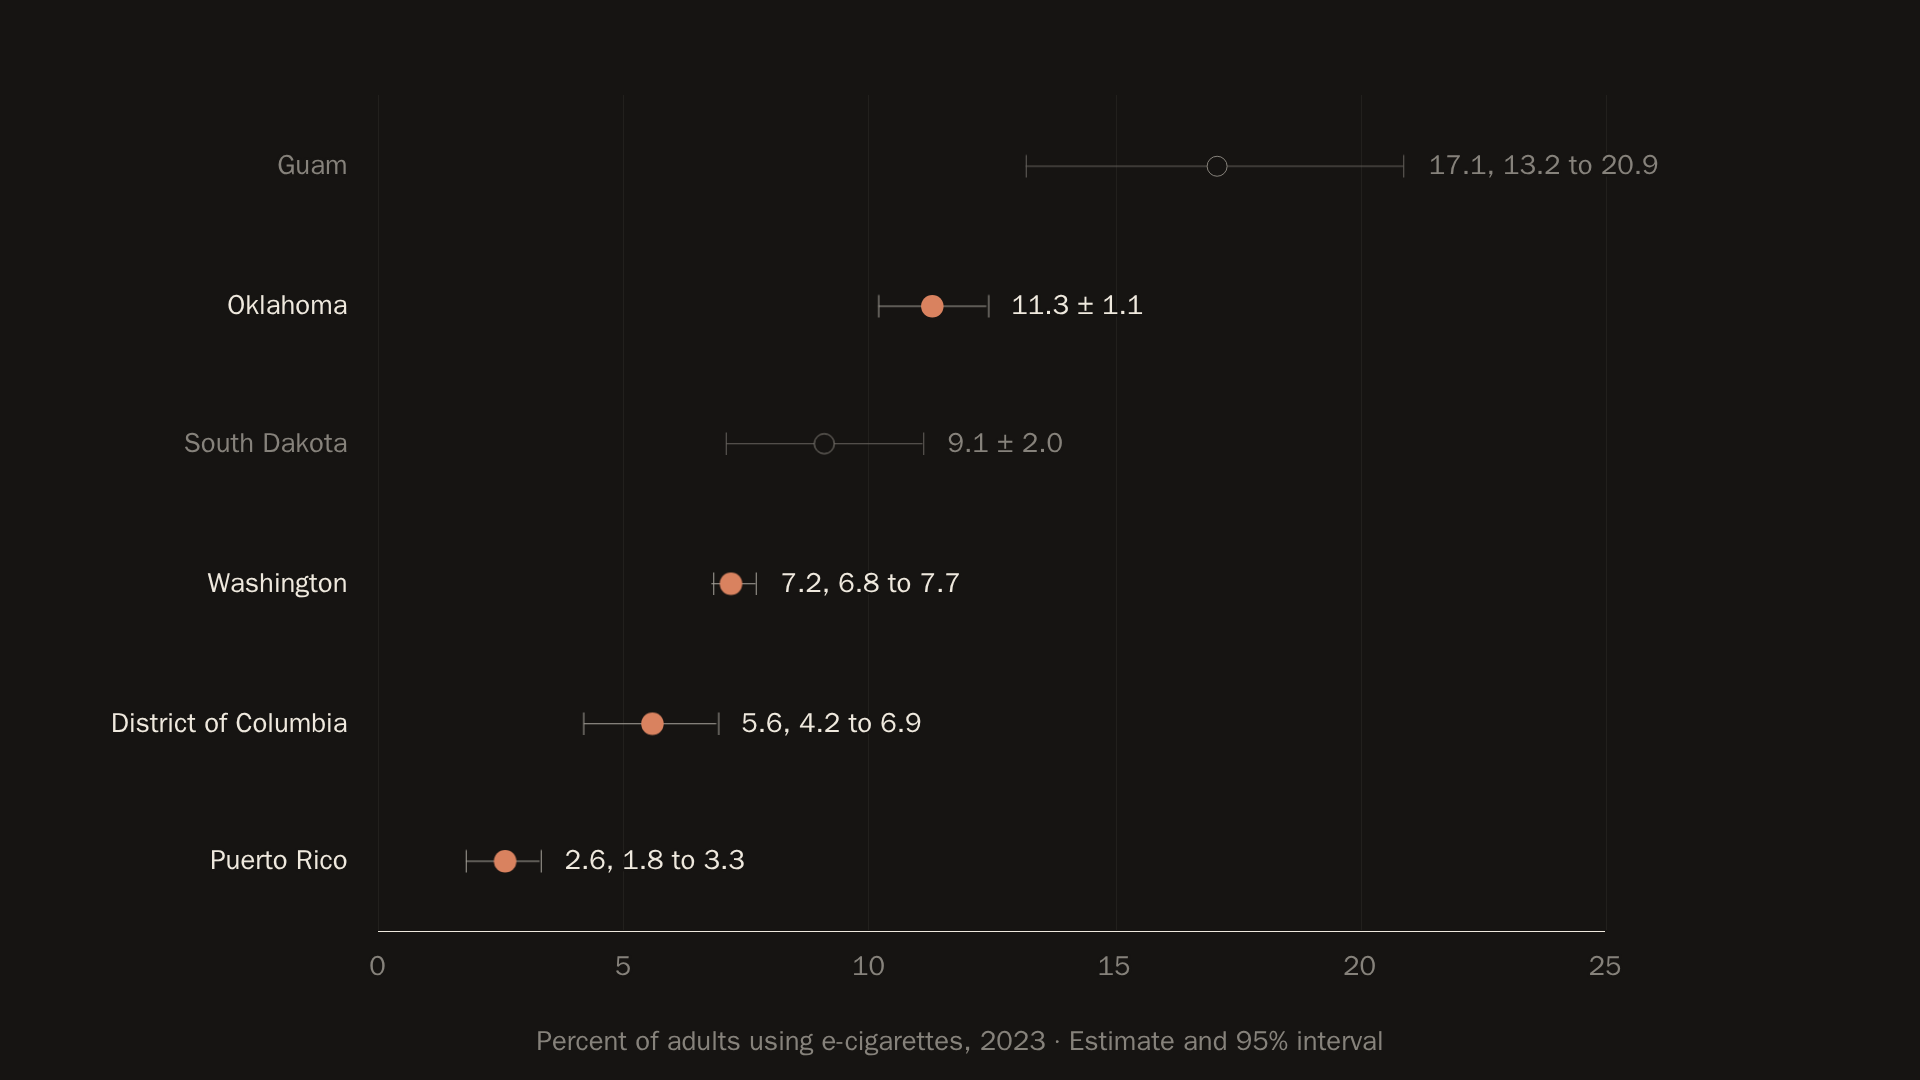 Guam 17.1, 13.2 to 20.9
Oklahoma 11.3 ± 1.1
South Dakota 9.1 ± 2.0
Washington 7.2, 6.8 to 7.7
District of Columbia 5.6, 4.2 to 6.9
Puerto Rico 2.6, 1.8 to 3.3
0 5 10 15 20 25
Percent of adults using e-cigarettes, 2023 · Estimate and 95% interval